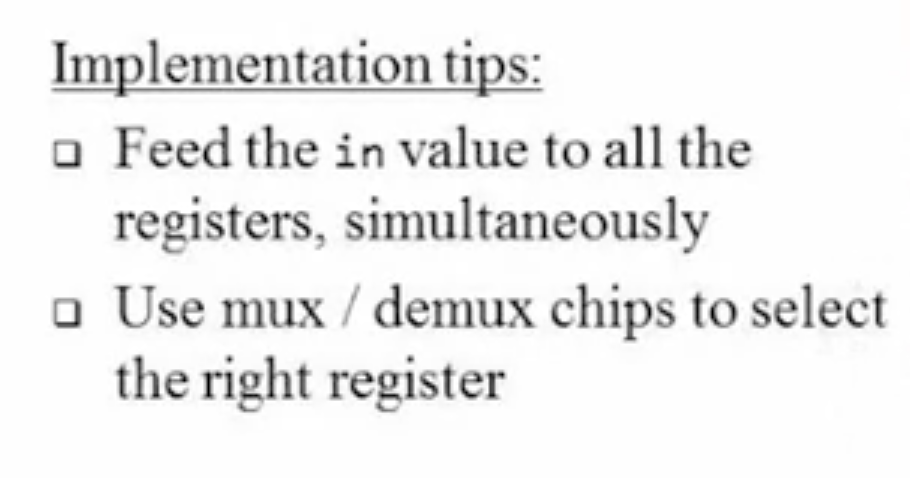 Implementation tips:
❑ Feed the in value to all the
registers, simultaneously
❑ Use mux / demux chips to select
the right register